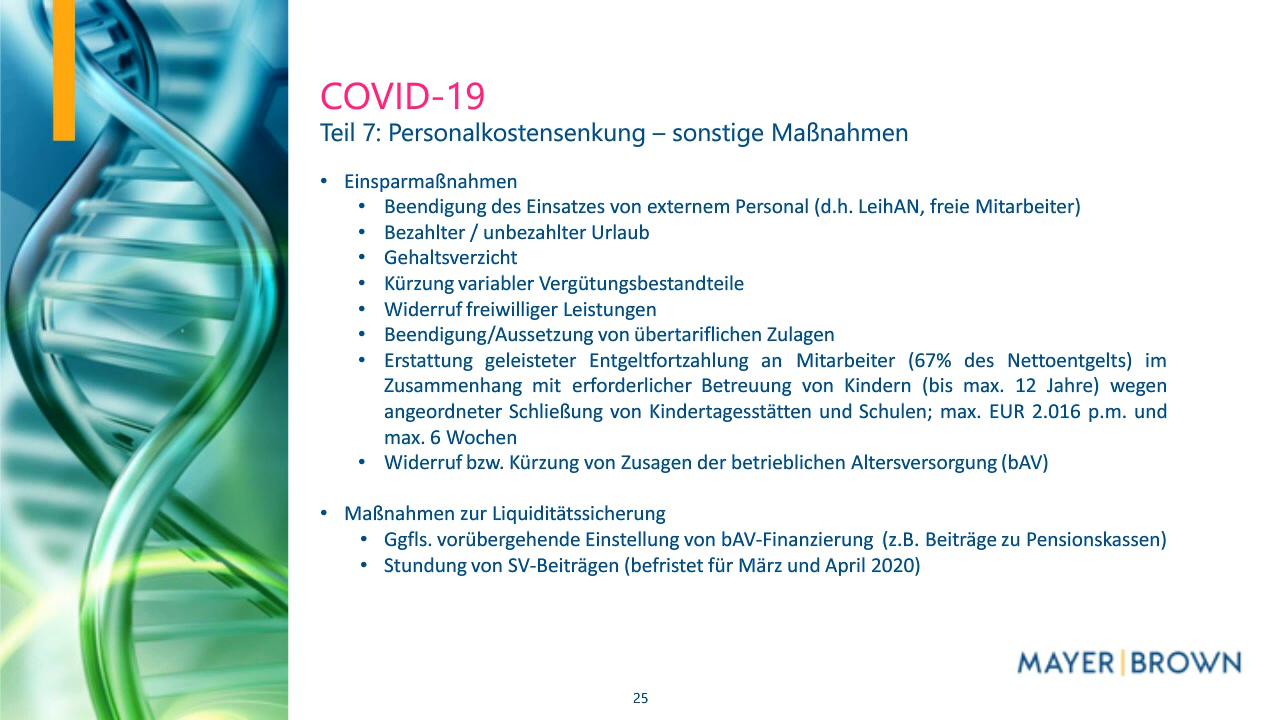 COVID-19
Teil 7: Personalkostensenkung – sonstige Maßnahmen
• Einsparmaßnahmen
• Beendigung des Einsatzes von externem Personal (d.h. LeihAN, freie Mitarbeiter)
• Bezahlter / unbezahlter Urlaub
• Gehaltsverzicht
• Kürzung variabler Vergütungsbestandteile
• Widerruf freiwilliger Leistungen
• Beendigung/Aussetzung von übertariflichen Zulagen
• Erstattung geleisteter Entgeltfortzahlung an Mitarbeiter (67% des Nettoentgelts) im
Zusammenhang mit erforderlicher Betreuung von Kindern (bis max. 12 Jahre) wegen
angeordneter Schließung von Kindertagesstätten und Schulen; max. EUR 2.016 p.m. und
max. 6 Wochen
• Widerruf bzw. Kürzung von Zusagen der betrieblichen Altersversorgung (bAV)
• Maßnahmen zur Liquiditätssicherung
• Ggfls. vorübergehende Einstellung von bAV-Finanzierung (z.B. Beiträge zu Pensionskassen)
• Stundung von SV-Beiträgen (befristet für März und April 2020)
MAYER | BROWN
25